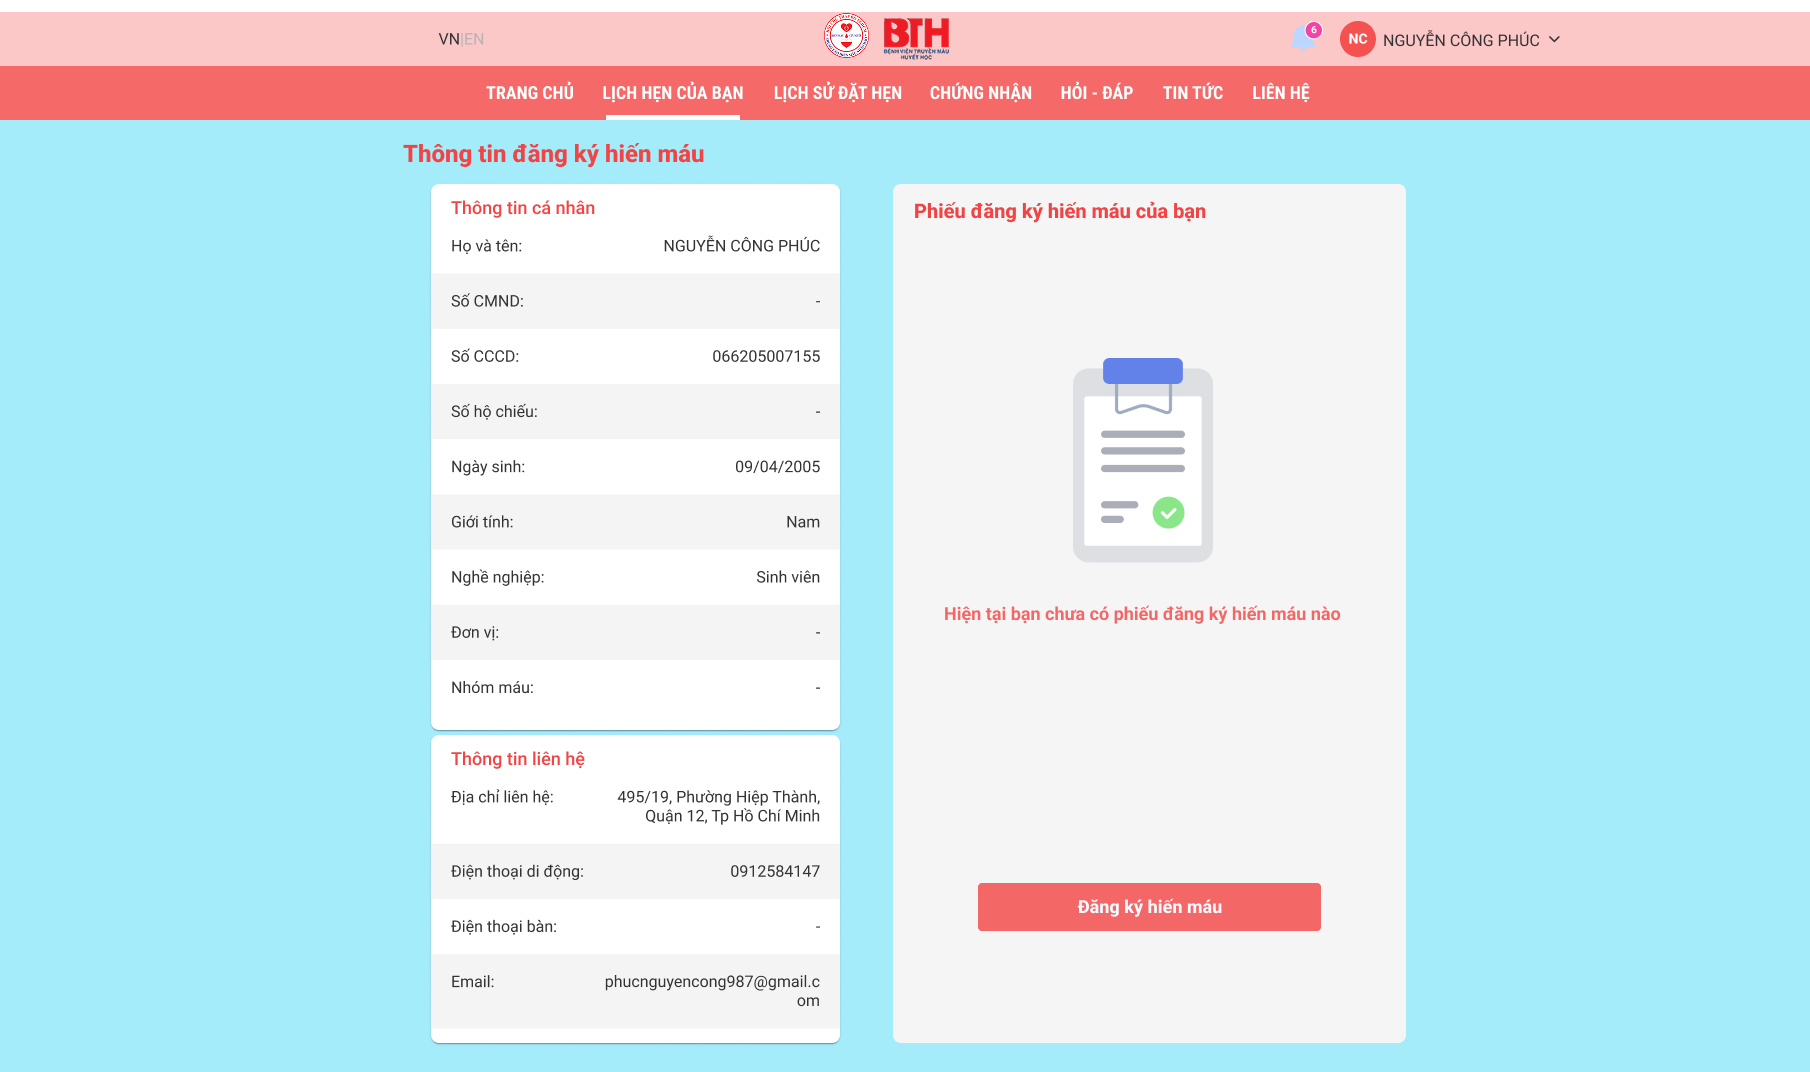 VN|EN
BTH
BỆNH VIỆN TRUYỀN MÁU
HUYẾT HỌC
6
NC
NGUYỄN CÔNG PHÚC
TRANG CHỦ
LỊCH HẸN CỦA BẠN
LỊCH SỬ ĐẶT HẸN
CHỨNG NHẬN
HỎI - ĐÁP
TIN TỨC
LIÊN HỆ
Thông tin đăng ký hiến máu
Thông tin cá nhân
Họ và tên: NGUYỄN CÔNG PHÚC
Số CMND: -
Số CCCD: 066205007155
Số hộ chiếu: -
Ngày sinh: 09/04/2005
Giới tính: Nam
Nghề nghiệp: Sinh viên
Đơn vị: -
Nhóm máu: -
Thông tin liên hệ
Địa chỉ liên hệ: 495/19, Phường Hiệp Thành,
Quận 12, Tp Hồ Chí Minh
Điện thoại di động: 0912584147
Điện thoại bàn: -
Email: phucnguyencong987@gmail.c
om
Phiếu đăng ký hiến máu của bạn
Hiện tại bạn chưa có phiếu đăng ký hiến máu nào
Đăng ký hiến máu